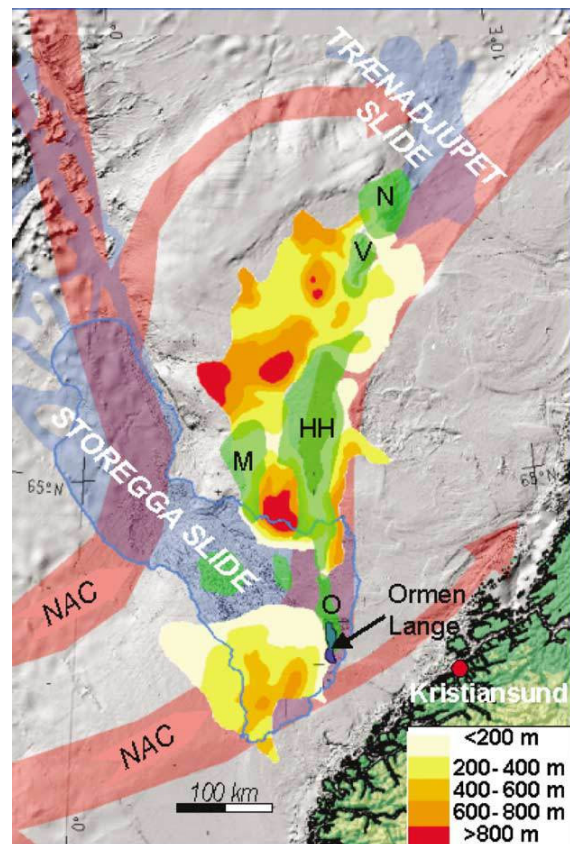 0°
10°E
TRÆNADJUPET
SLIDE
N
V
HH
M
65°N
65°N
STOREGGA SLIDE
NAC
O
Ormen
Lange
Kristiansund
NAC
<200 m
200-400 m
400-600 m
600-800 m
>800 m
100 km
0°